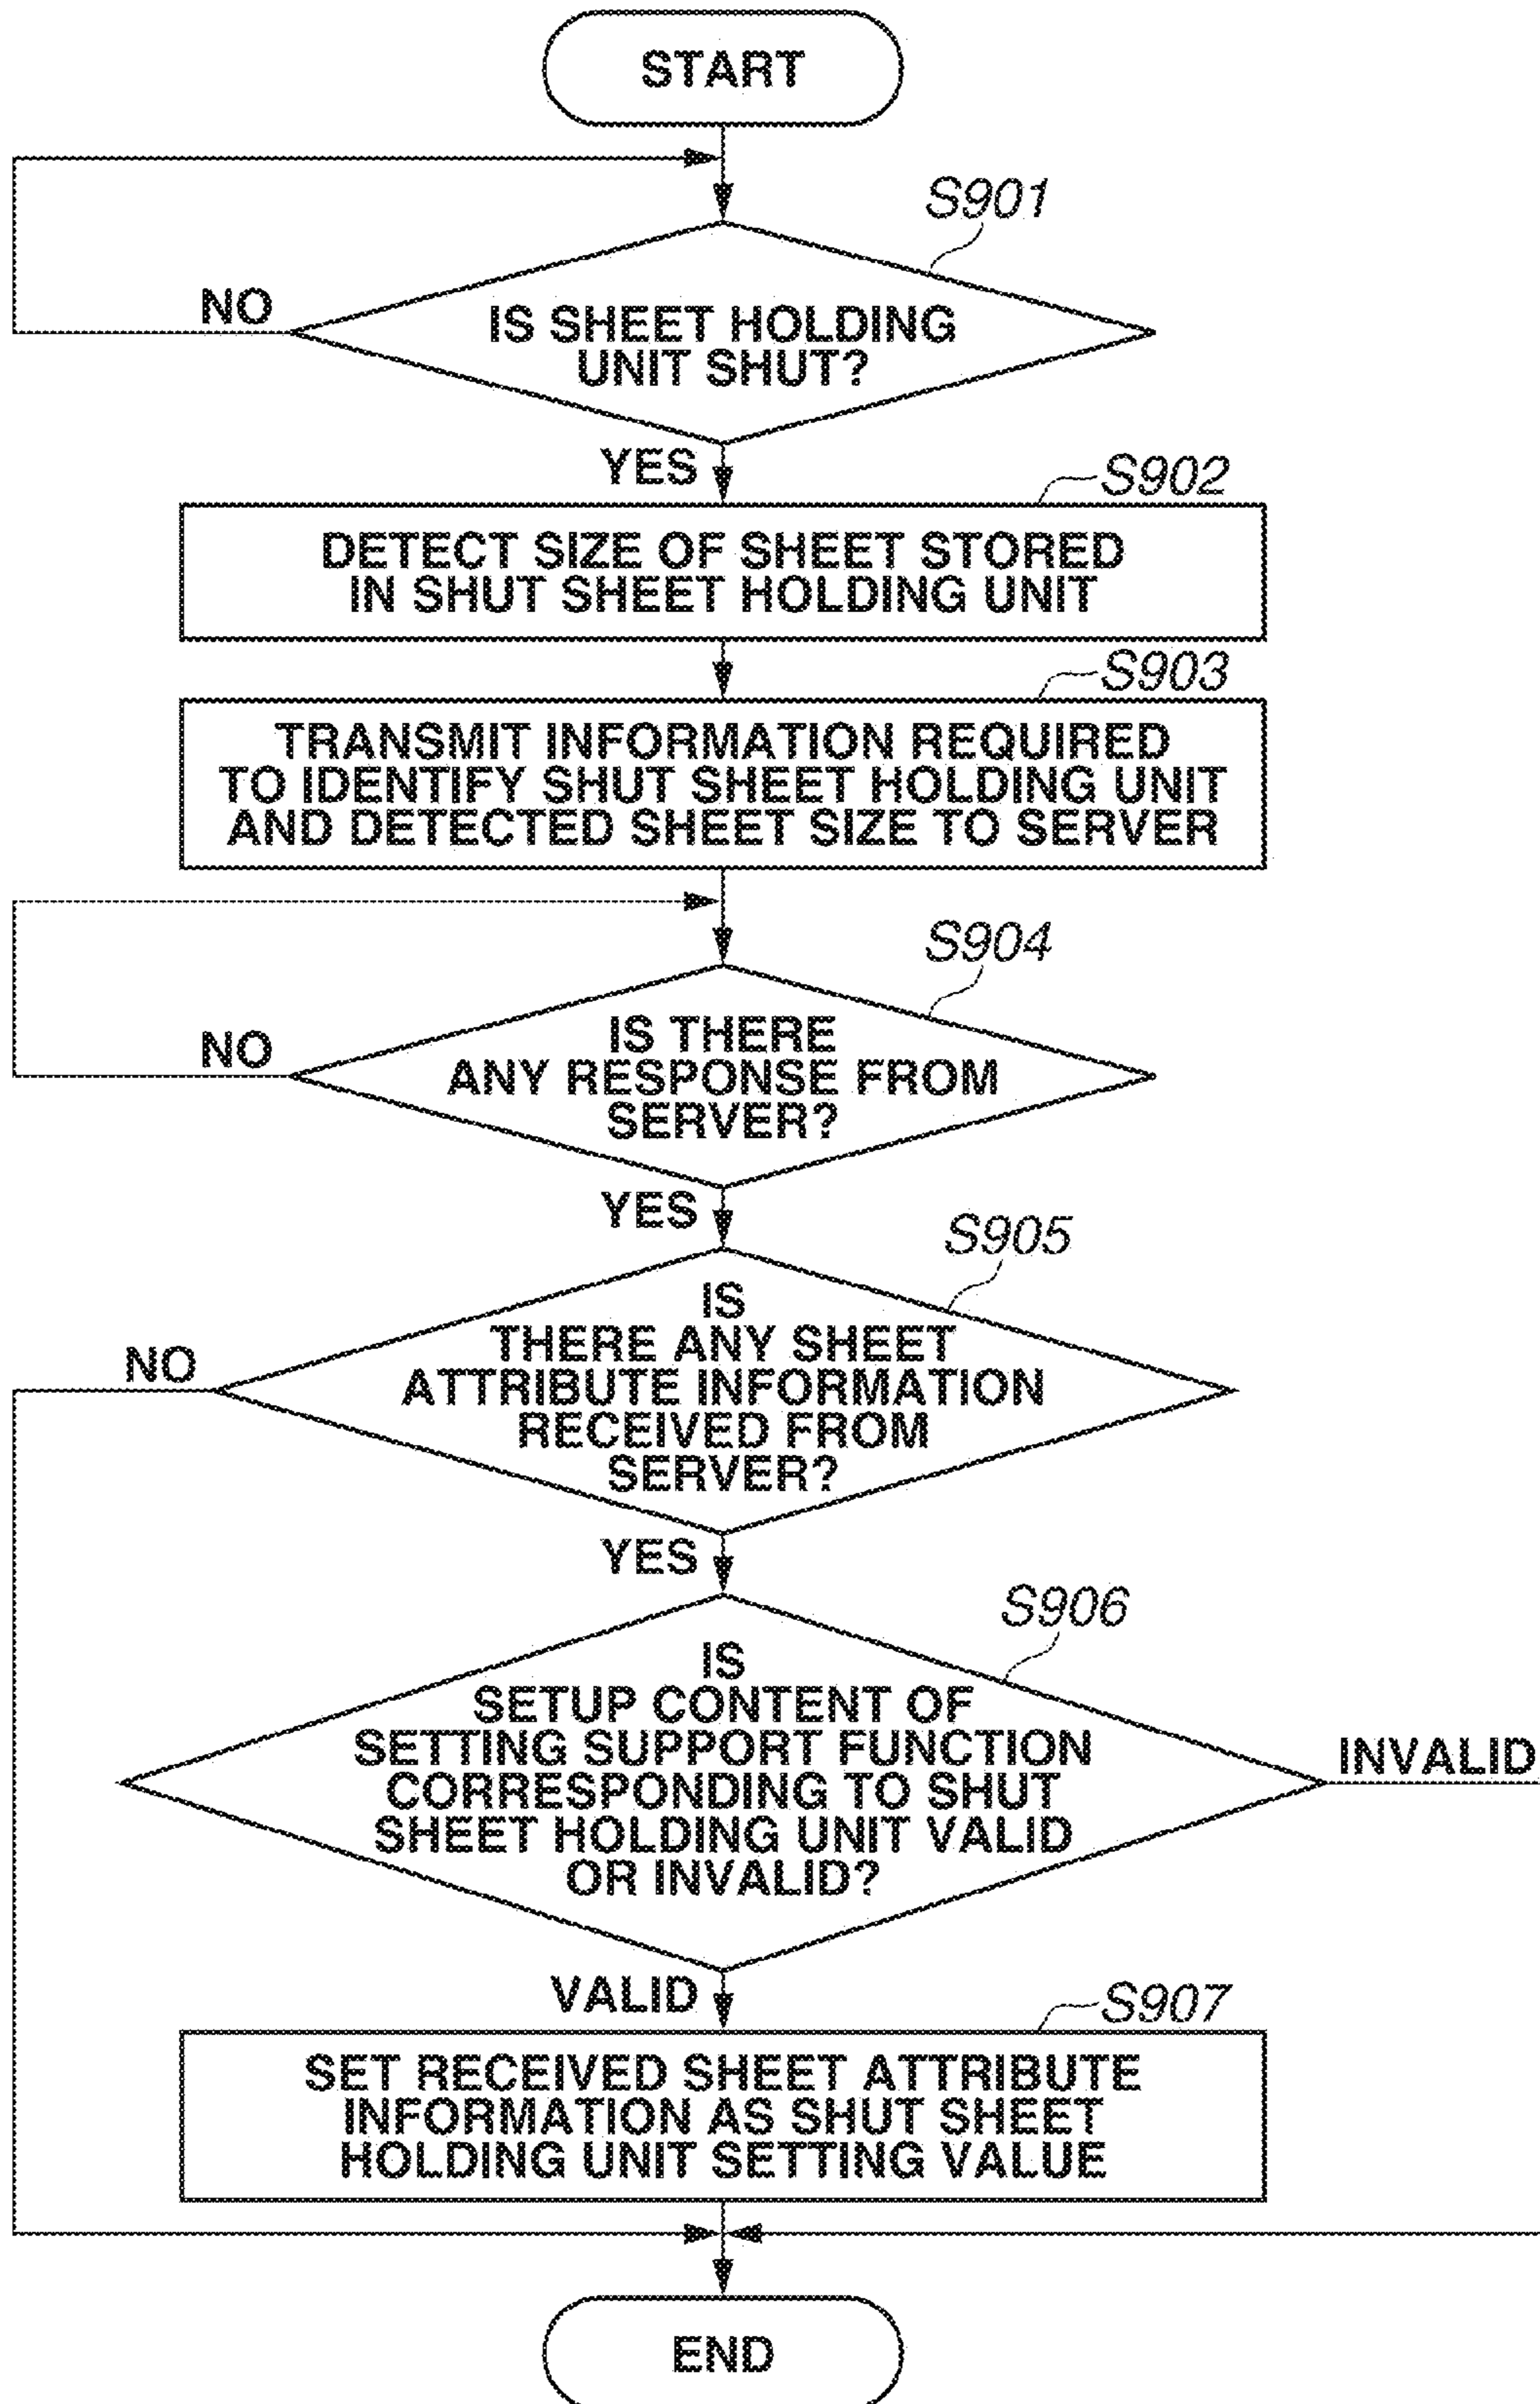 START
S901
NO
IS SHEET HOLDING
UNIT SHUT?
YES
S902
DETECT SIZE OF SHEET STORED
IN SHUT SHEET HOLDING UNIT
S903
TRANSMIT INFORMATION REQUIRED
TO IDENTIFY SHUT SHEET HOLDING UNIT
AND DETECTED SHEET SIZE TO SERVER
S904
NO
IS THERE
ANY RESPONSE FROM
SERVER?
YES
S905
NO
IS
THERE ANY SHEET
ATTRIBUTE INFORMATION
RECEIVED FROM
SERVER?
YES
S906
IS
SETUP CONTENT OF
SETTING SUPPORT FUNCTION
CORRESPONDING TO SHUT
SHEET HOLDING UNIT VALID
OR INVALID?
INVALID
VALID
S907
SET RECEIVED SHEET ATTRIBUTE
INFORMATION AS SHUT SHEET
HOLDING UNIT SETTING VALUE
END